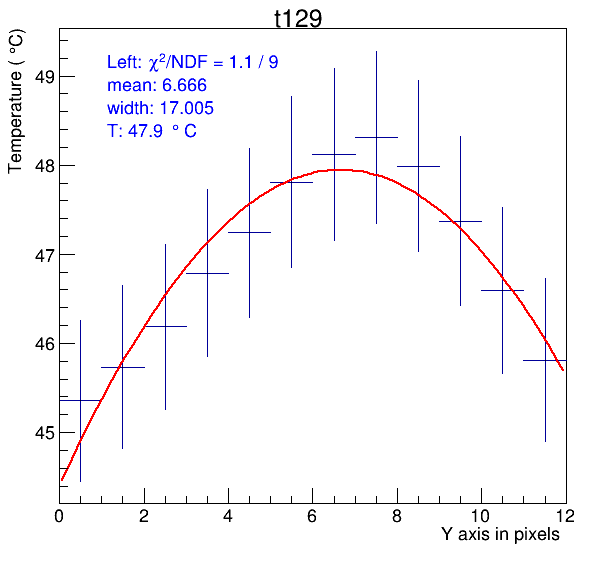 t129
Temperature ( °C)
Left: χ²/NDF = 1.1 / 9
mean: 6.666
width: 17.005
T: 47.9 ° C
49
48
47
46
45
0 2 4 6 8 10 12
Y axis in pixels